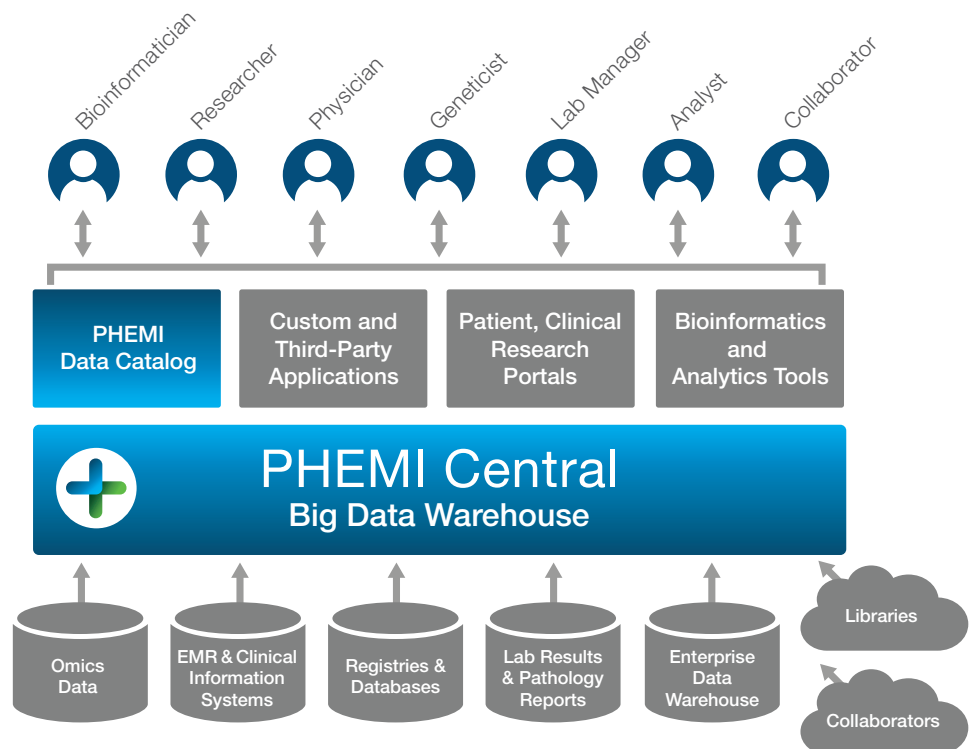 Bioinformatician
Researcher
Physician
Geneticist
Lab Manager
Analyst
Collaborator
PHEMI
Data Catalog
Custom and
Third-Party
Applications
Patient, Clinical
Research
Portals
Bioinformatics
and
Analytics Tools
PHEMI Central
Big Data Warehouse
Omics
Data
EMR & Clinical
Information
Systems
Registries &
Databases
Lab Results
& Pathology
Reports
Enterprise
Data
Warehouse
Libraries
Collaborators